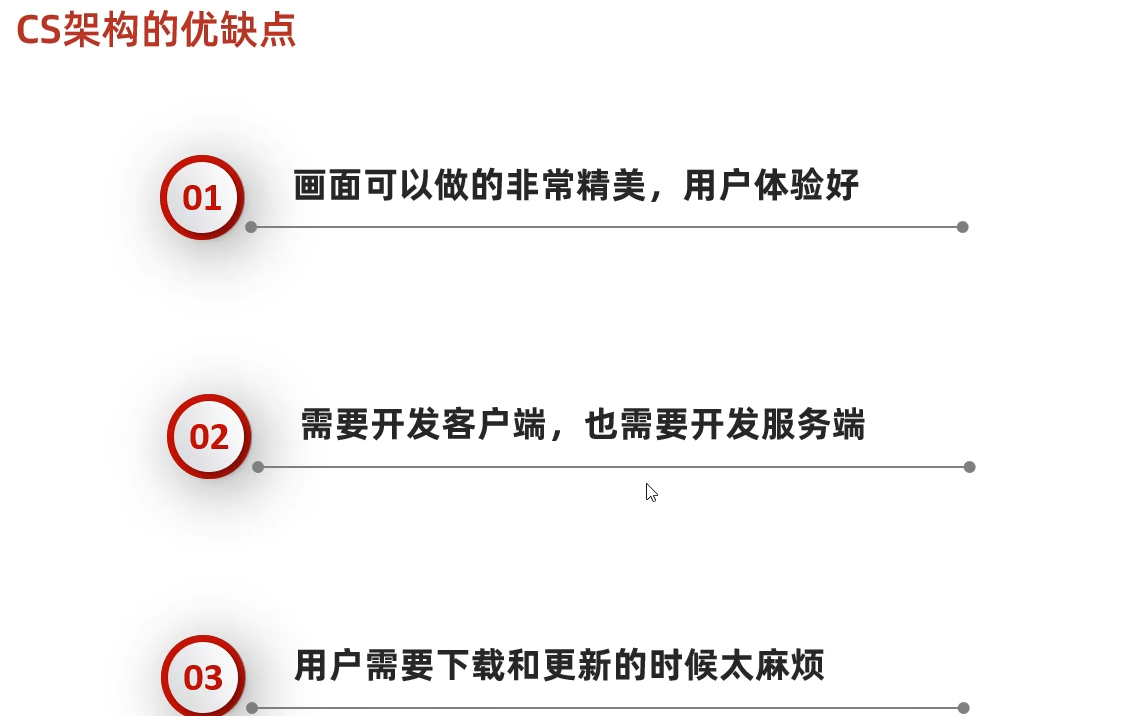 CS架构的优缺点
01
画面可以做的非常精美，用户体验好
02
需要开发客户端，也需要开发服务端
03
用户需要下载和更新的时候太麻烦